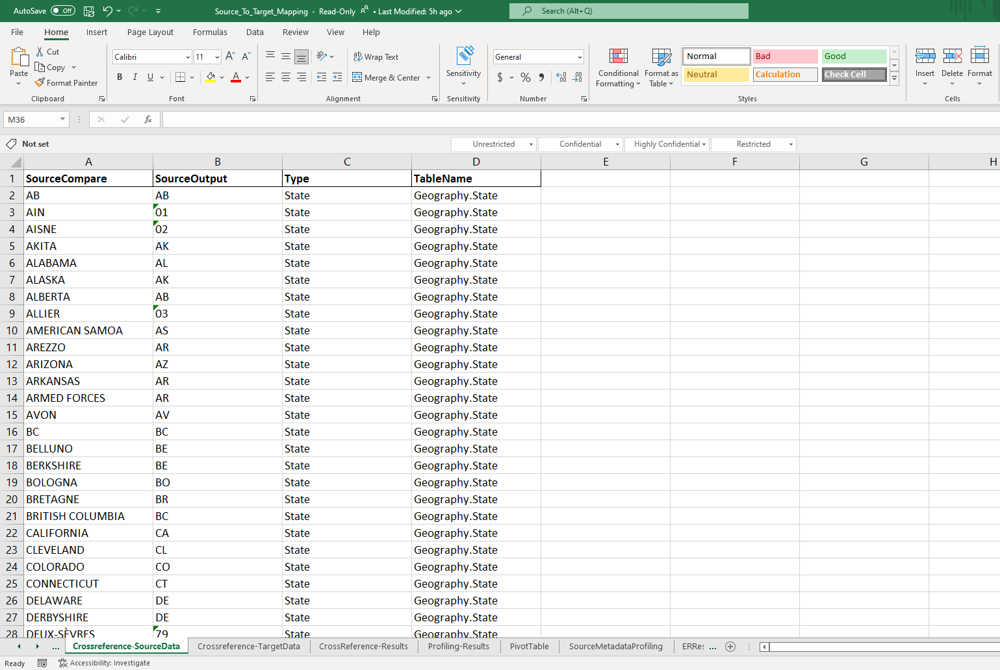 AutoSave Off Source_To_Target_Mapping - Read-Only • Last Modified: 5h ago Search (Alt+Q)
File Home Insert Page Layout Formulas Data Review View Help
Paste Cut Copy Format Painter
Calibri 11 A A
B I U A
ab Wrap Text
Merge & Center
Sensitivity
General
$ % 9 .00 .00
Conditional Formatting Format as Table
Normal Bad Good
Neutral Calculation Check Cell
Insert Delete Format
Clipboard Font Alignment Sensitivity Number Styles Cells
M36 fx
Not set Unrestricted Confidential Highly Confidential Restricted
A B C D E F G H
1 SourceCompare SourceOutput Type TableName
2 AB AB State Geography.State
3 AIN 01 State Geography.State
4 AISNE 02 State Geography.State
5 AKITA AK State Geography.State
6 ALABAMA AL State Geography.State
7 ALASKA AK State Geography.State
8 ALBERTA AB State Geography.State
9 ALLIER 03 State Geography.State
10 AMERICAN SAMOA AS State Geography.State
11 AREZZO AR State Geography.State
12 ARIZONA AZ State Geography.State
13 ARKANSAS AR State Geography.State
14 ARMED FORCES AR State Geography.State
15 AVON AV State Geography.State
16 BC BC State Geography.State
17 BELLUNO BE State Geography.State
18 BERKSHIRE BE State Geography.State
19 BOLOGNA BO State Geography.State
20 BRETAGNE BR State Geography.State
21 BRITISH COLUMBIA BC State Geography.State
22 CALIFORNIA CA State Geography.State
23 CLEVELAND CL State Geography.State
24 COLORADO CO State Geography.State
25 CONNECTICUT CT State Geography.State
26 DELAWARE DE State Geography.State
27 DERBYSHIRE DE State Geography.State
28 DEUX-SÈVRES 79 State Geography.State
... Crossreference-SourceData Crossreference-TargetData CrossReference-Results Profiling-Results PivotTable SourceMetadataProfiling ERRes ...
Ready Accessibility: Investigate